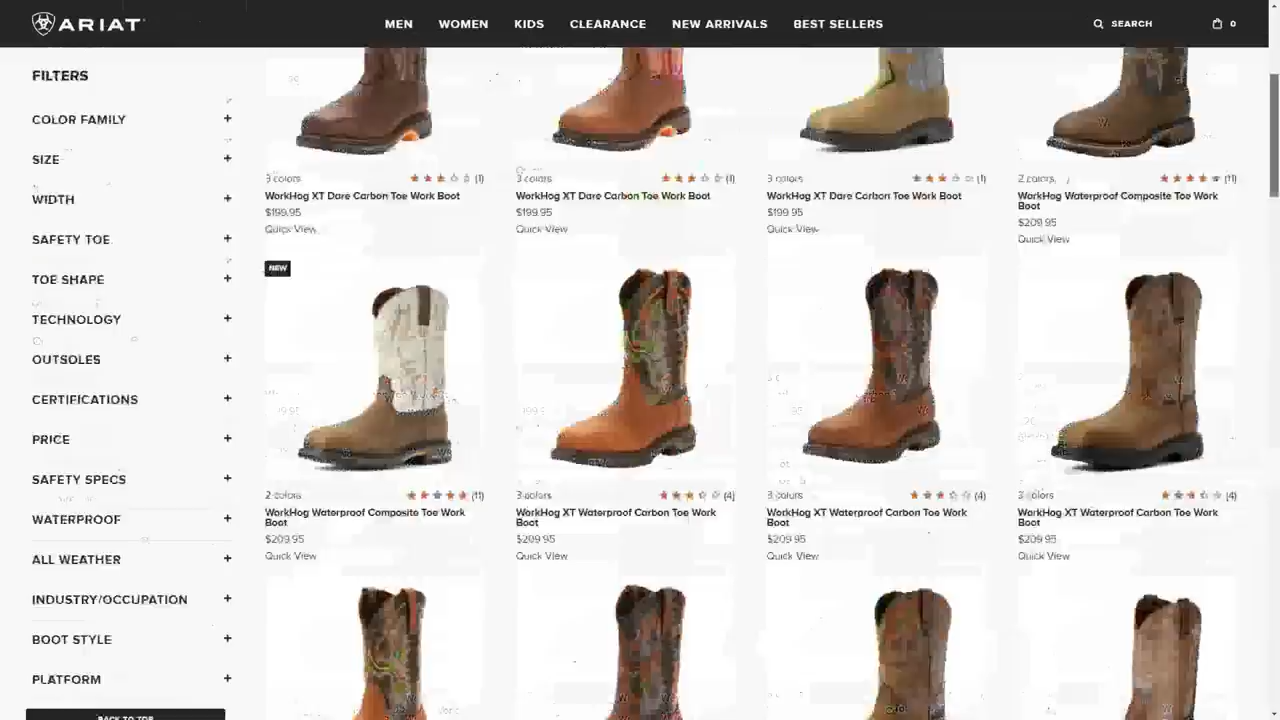 ARIAT
MEN
WOMEN
KIDS
CLEARANCE
NEW ARRIVALS
BEST SELLERS
SEARCH
0
FILTERS
COLOR FAMILY +
SIZE +
WIDTH +
SAFETY TOE +
TOE SHAPE +
TECHNOLOGY +
OUTSOLES +
CERTIFICATIONS +
PRICE +
SAFETY SPECS +
WATERPROOF +
ALL WEATHER +
INDUSTRY/OCCUPATION +
BOOT STYLE +
PLATFORM +
BACK TO TOP
3 colors (1)
WorkHog XT Dare Carbon Toe Work Boot
$199.95
Quick View
3 colors (1)
WorkHog XT Dare Carbon Toe Work Boot
$199.95
Quick View
3 colors (1)
WorkHog XT Dare Carbon Toe Work Boot
$199.95
Quick View
2 colors (11)
WorkHog Waterproof Composite Toe Work
Boot
$209.95
Quick View
NEW
2 colors (11)
WorkHog Waterproof Composite Toe Work
Boot
$209.95
Quick View
3 colors (4)
WorkHog XT Waterproof Carbon Toe Work
Boot
$209.95
Quick View
3 colors (4)
WorkHog XT Waterproof Carbon Toe Work
Boot
$209.95
Quick View
3 colors (4)
WorkHog XT Waterproof Carbon Toe Work
Boot
$209.95
Quick View